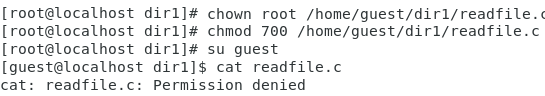 [root@localhost dir1]# chown root /home/guest/dir1/readfile.c
[root@localhost dir1]# chmod 700 /home/guest/dir1/readfile.c
[root@localhost dir1]# su guest
[guest@localhost dir1]$ cat readfile.c
cat: readfile.c: Permission denied